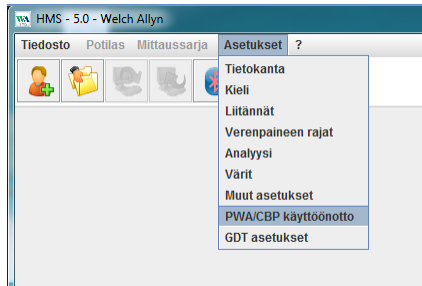 WA HMS - 5.0 - Welch Allyn
Tiedosto Potilas Mittaussarja Asetukset ?
Tietokanta
Kieli
Liitännät
Verenpaineen rajat
Analyysi
Värit
Muut asetukset
PWA/CBP käyttöönotto
GDT asetukset